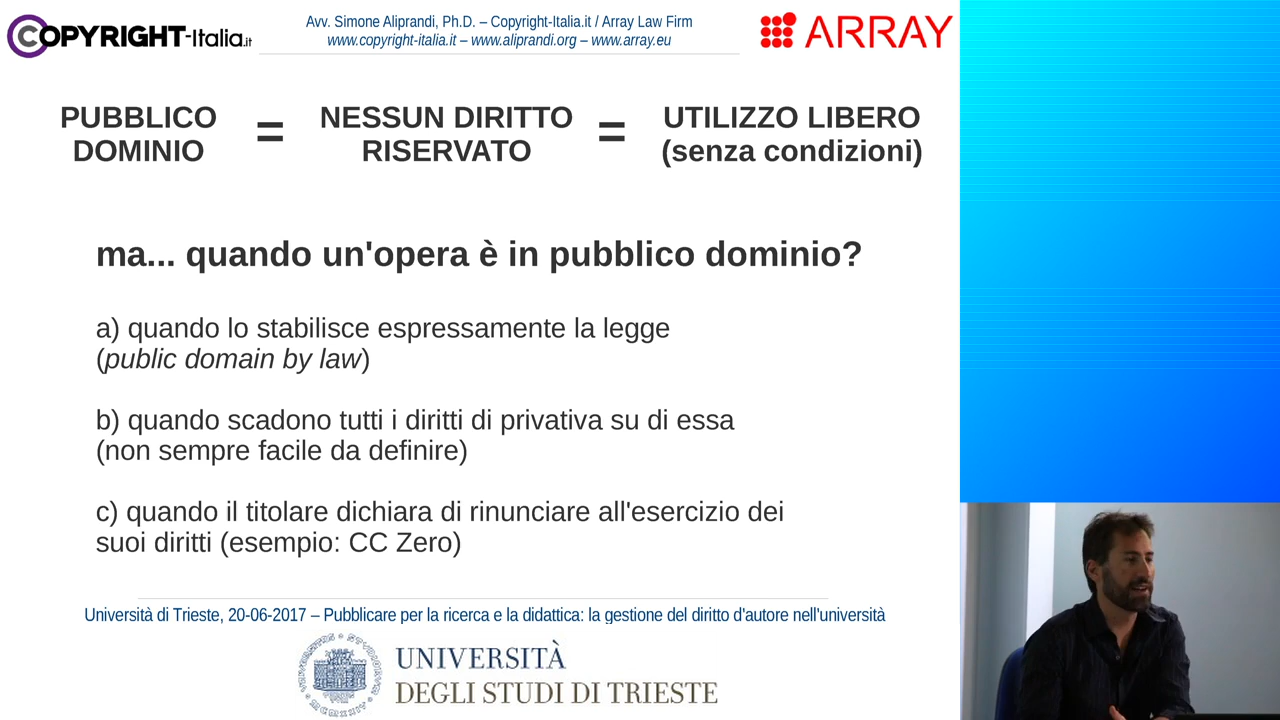 COPYRIGHT-Italia.it
Avv. Simone Aliprandi, Ph.D. – Copyright-Italia.it / Array Law Firm
www.copyright-italia.it – www.aliprandi.org – www.array.eu
ARRAY
PUBBLICO
DOMINIO
=
NESSUN DIRITTO
RISERVATO
=
UTILIZZO LIBERO
(senza condizioni)
ma... quando un'opera è in pubblico dominio?
a) quando lo stabilisce espressamente la legge
(public domain by law)
b) quando scadono tutti i diritti di privativa su di essa
(non sempre facile da definire)
c) quando il titolare dichiara di rinunciare all'esercizio dei
suoi diritti (esempio: CC Zero)
Università di Trieste, 20-06-2017 – Pubblicare per la ricerca e la didattica: la gestione del diritto d'autore nell'università
UNIVERSITÀ
DEGLI STUDI DI TRIESTE